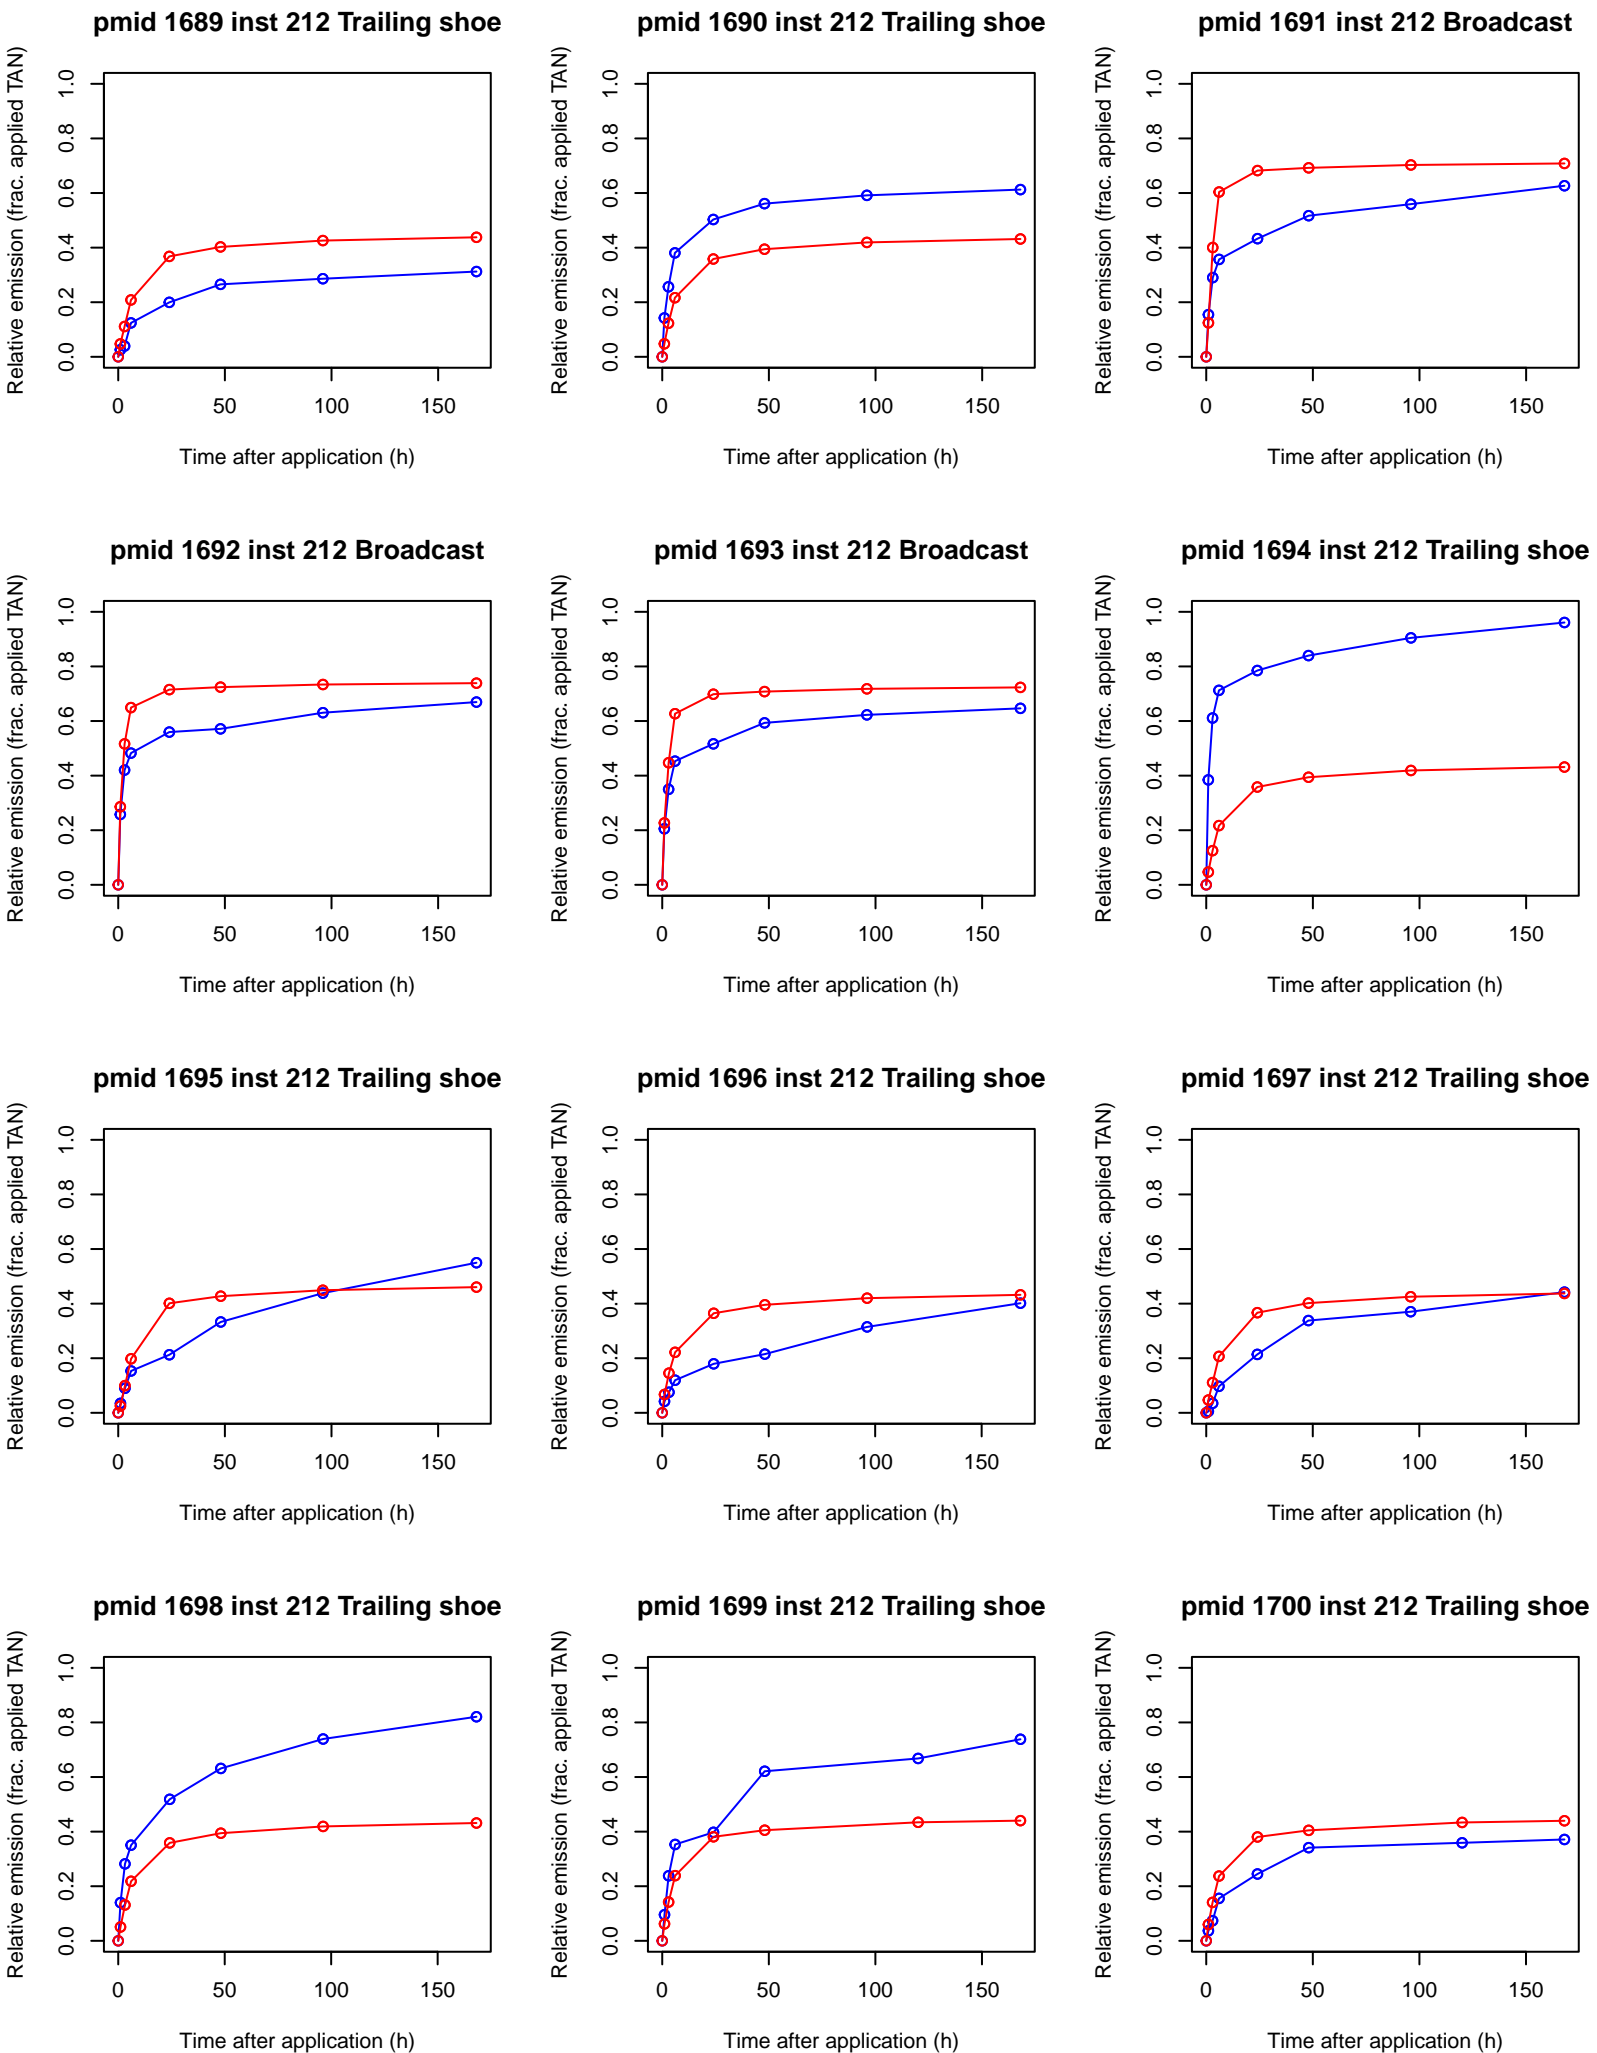 pmid 1689 inst 212 Trailing shoe
Relative emission (frac. applied TAN)
1.0
0.8
0.6
0.4
0.2
0.0
0 50 100 150
Time after application (h)
pmid 1690 inst 212 Trailing shoe
Relative emission (frac. applied TAN)
1.0
0.8
0.6
0.4
0.2
0.0
0 50 100 150
Time after application (h)
pmid 1691 inst 212 Broadcast
Relative emission (frac. applied TAN)
1.0
0.8
0.6
0.4
0.2
0.0
0 50 100 150
Time after application (h)
pmid 1692 inst 212 Broadcast
Relative emission (frac. applied TAN)
1.0
0.8
0.6
0.4
0.2
0.0
0 50 100 150
Time after application (h)
pmid 1693 inst 212 Broadcast
Relative emission (frac. applied TAN)
1.0
0.8
0.6
0.4
0.2
0.0
0 50 100 150
Time after application (h)
pmid 1694 inst 212 Trailing shoe
Relative emission (frac. applied TAN)
1.0
0.8
0.6
0.4
0.2
0.0
0 50 100 150
Time after application (h)
pmid 1695 inst 212 Trailing shoe
Relative emission (frac. applied TAN)
1.0
0.8
0.6
0.4
0.2
0.0
0 50 100 150
Time after application (h)
pmid 1696 inst 212 Trailing shoe
Relative emission (frac. applied TAN)
1.0
0.8
0.6
0.4
0.2
0.0
0 50 100 150
Time after application (h)
pmid 1697 inst 212 Trailing shoe
Relative emission (frac. applied TAN)
1.0
0.8
0.6
0.4
0.2
0.0
0 50 100 150
Time after application (h)
pmid 1698 inst 212 Trailing shoe
Relative emission (frac. applied TAN)
1.0
0.8
0.6
0.4
0.2
0.0
0 50 100 150
Time after application (h)
pmid 1699 inst 212 Trailing shoe
Relative emission (frac. applied TAN)
1.0
0.8
0.6
0.4
0.2
0.0
0 50 100 150
Time after application (h)
pmid 1700 inst 212 Trailing shoe
Relative emission (frac. applied TAN)
1.0
0.8
0.6
0.4
0.2
0.0
0 50 100 150
Time after application (h)